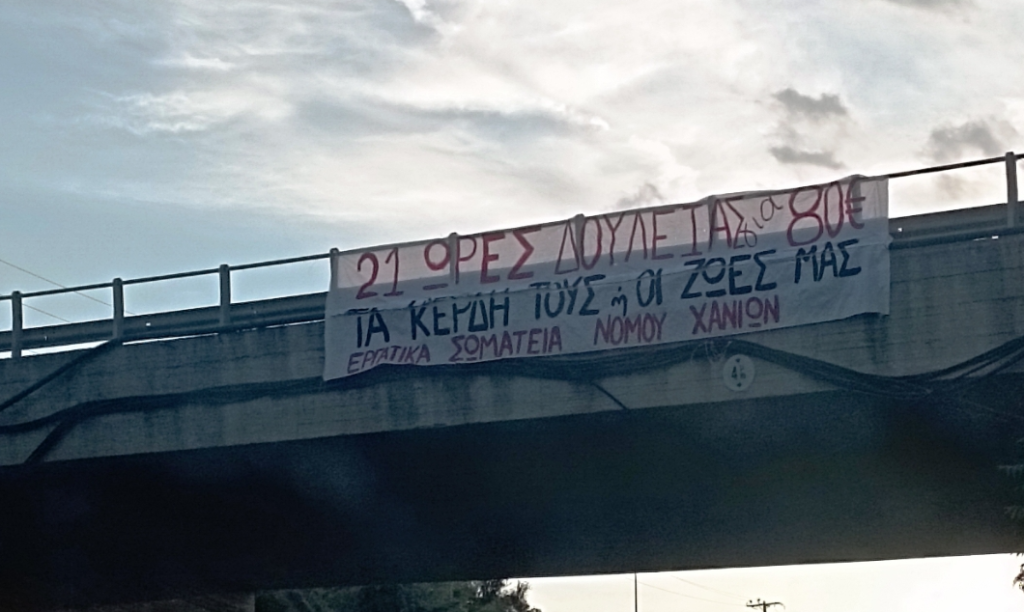 21 ΩΡΕΣ ΔΟΥΛΕΙΑΣ για 80€
ΤΑ ΚΕΡΔΗ ΤΟΥΣ ή ΟΙ ΖΩΕΣ ΜΑΣ
ΕΡΓΑΤΙΚΑ ΣΩΜΑΤΕΙΑ ΝΟΜΟΥ ΧΑΝΙΩΝ